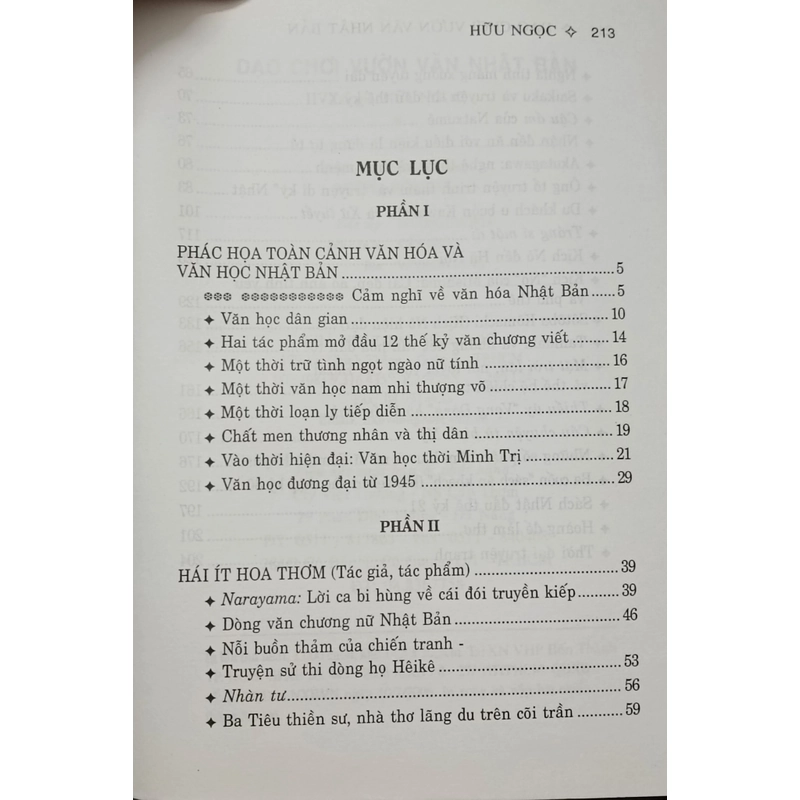 HỮU NGỌC ✧ 213
MỤC LỤC
PHẦN I
PHÁC HỌA TOÀN CẢNH VĂN HÓA VÀ
VĂN HỌC NHẬT BẢN ........................................ 5
❊❊❊ ❊❊❊❊❊❊❊❊❊❊❊ Cảm nghĩ về văn hóa Nhật Bản ..... 5
✦ Văn học dân gian ........................................ 10
✦ Hai tác phẩm mở đầu 12 thế kỷ văn chương viết ........ 14
✦ Một thời trữ tình ngọt ngào nữ tính .................... 16
✦ Một thời văn học nam nhi thượng võ ................... 17
✦ Một thời loạn ly tiếp diễn ................................ 18
✦ Chất men thương nhân và thị dân ..................... 19
✦ Vào thời hiện đại: Văn học thời Minh Trị .............. 21
✦ Văn học đương đại từ 1945 ............................. 29
PHẦN II
HÁI ÍT HOA THƠM (Tác giả, tác phẩm) ...................... 39
✦ Narayama: Lời ca bi hùng về cái đói truyền kiếp ......... 39
✦ Dòng văn chương nữ Nhật Bản ......................... 46
✦ Nỗi buồn thảm của chiến tranh -
✦ Truyện sử thi dòng họ Hêikê ........................... 53
✦ Nhàn tư .................................................. 56
✦ Ba Tiêu thiền sư, nhà thơ lãng du trên cõi trần ........... 59